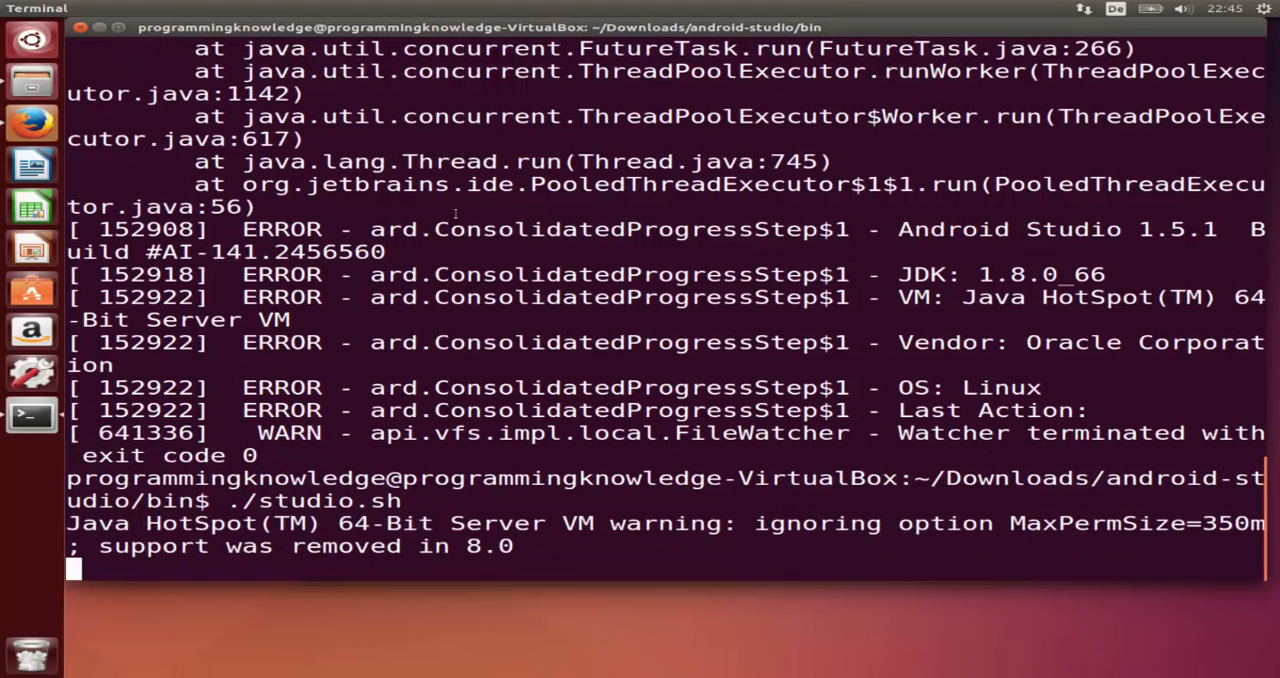 Terminal
De
22:45
programmingknowledge@programmingknowledge-VirtualBox: ~/Downloads/android-studio/bin
at java.util.concurrent.FutureTask.run(FutureTask.java:266)
at java.util.concurrent.ThreadPoolExecutor.runWorker(ThreadPoolExec
utor.java:1142)
at java.util.concurrent.ThreadPoolExecutor$Worker.run(ThreadPoolExe
cutor.java:617)
at java.lang.Thread.run(Thread.java:745)
at org.jetbrains.ide.PooledThreadExecutor$1$1.run(PooledThreadExecu
tor.java:56)
[ 152908]  ERROR - ard.ConsolidatedProgressStep$1 - Android Studio 1.5.1  B
uild #AI-141.2456560
[ 152918]  ERROR - ard.ConsolidatedProgressStep$1 - JDK: 1.8.0_66
[ 152922]  ERROR - ard.ConsolidatedProgressStep$1 - VM: Java HotSpot(TM) 64
-Bit Server VM
[ 152922]  ERROR - ard.ConsolidatedProgressStep$1 - Vendor: Oracle Corporat
ion
[ 152922]  ERROR - ard.ConsolidatedProgressStep$1 - OS: Linux
[ 152922]  ERROR - ard.ConsolidatedProgressStep$1 - Last Action:
[ 641336]   WARN - api.vfs.impl.local.FileWatcher - Watcher terminated with
exit code 0
programmingknowledge@programmingknowledge-VirtualBox:~/Downloads/android-st
udio/bin$ ./studio.sh
Java HotSpot(TM) 64-Bit Server VM warning: ignoring option MaxPermSize=350m
; support was removed in 8.0